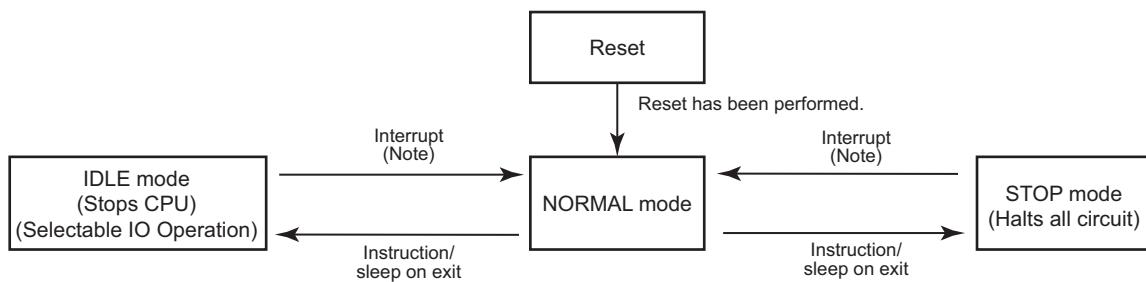 Reset
Reset has been performed.
Interrupt
(Note)
Interrupt
(Note)
IDLE mode
(Stops CPU)
(Selectable IO Operation)
NORMAL mode
STOP mode
(Halts all circuit)
Instruction/
sleep on exit
Instruction/
sleep on exit